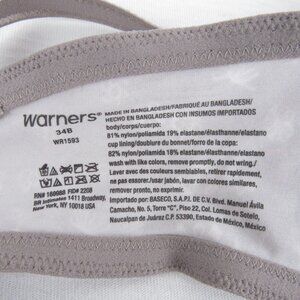 warners®
34B
WR1593
MADE IN BANGLADESH/FABRIQUÉ AU BANGLADESH/
HECHO EN BANGLADESH CON INSUMOS IMPORTADOS
body/corps/cuerpo:
81% nylon/poliamida 19% elastane/élasthanne/elastano
cup lining/doublure du bonnet/forro de la copa:
82% nylon/poliamida 18% elastane/élasthanne/elastano
wash with like colors, remove promptly, do not wring./
Laver avec des couleurs semblables, retirer rapidement,
ne pas essorer./usar jabón, lavar con colores similares,
remover pronto, no exprimir.
RN# 160988 FID# 2208
BR Intimates 1411 Broadway,
New York, NY 10018 USA
Importado por: BASECO, S.A.P.I. DE C.V. Blvd. Manuel Ávila
Camacho, No. 5, Torre "C", Piso 22, Col. Lomas de Sotelo,
Naucalpan de Juárez C.P. 53390, Estado de México,
México.